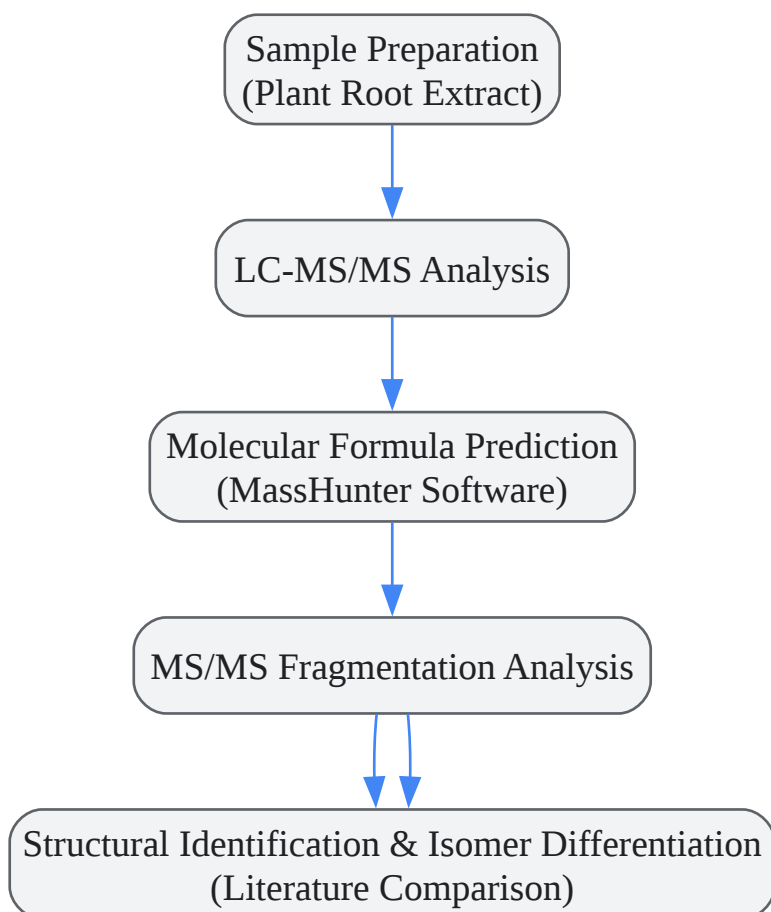 Sample Preparation
(Plant Root Extract)
LC-MS/MS Analysis
Molecular Formula Prediction
(MassHunter Software)
MS/MS Fragmentation Analysis
Structural Identification & Isomer Differentiation
(Literature Comparison)